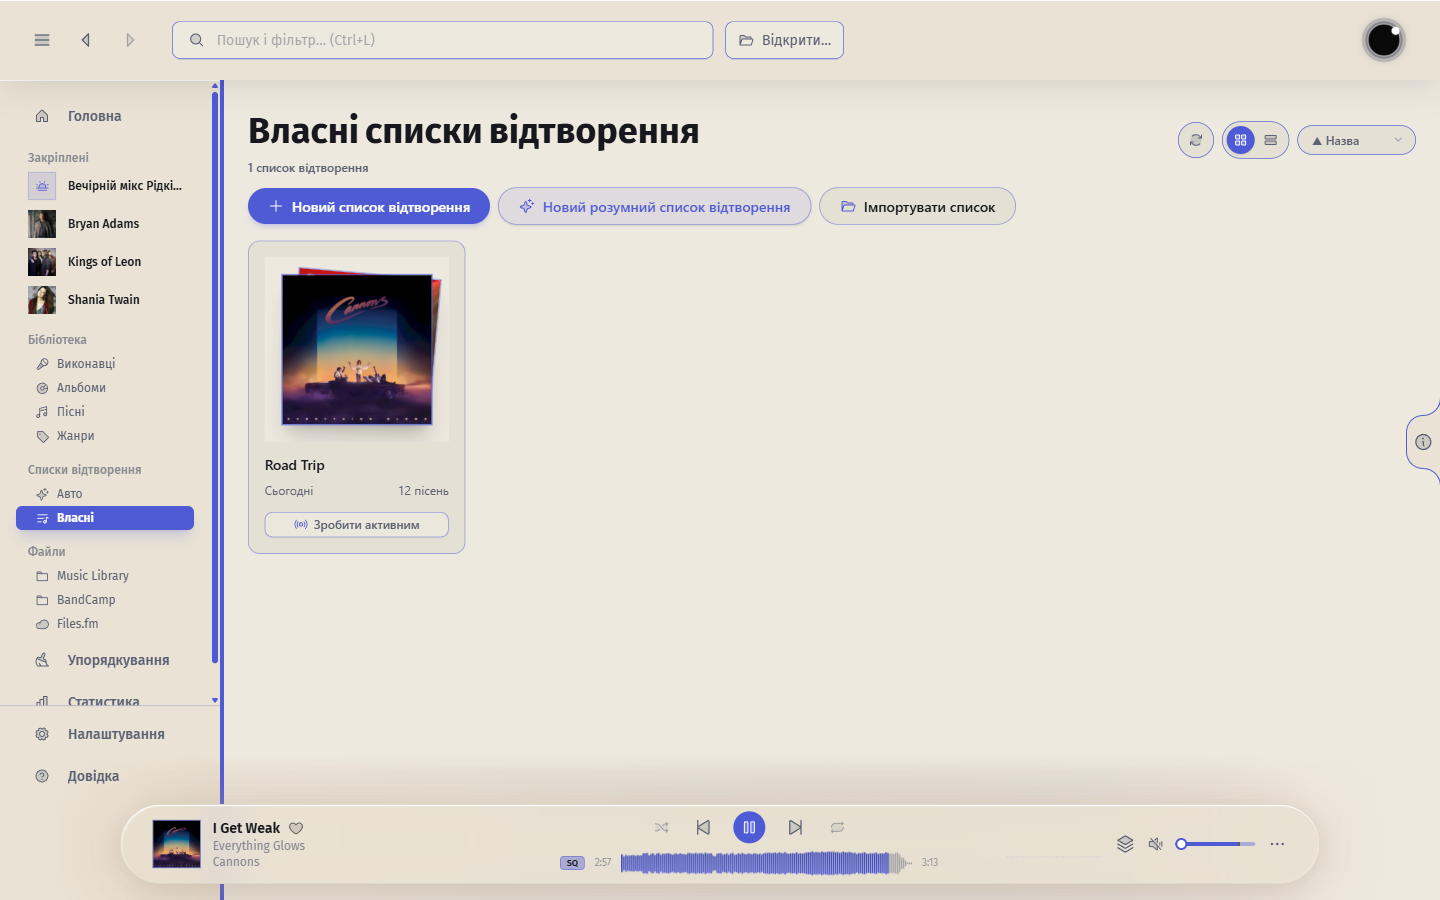 Пошук і фільтр... (Ctrl+L)
Відкрити...
Головна
Закріплені
Вечірній мікс Рідкі...
Bryan Adams
Kings of Leon
Shania Twain
Бібліотека
Виконавці
Альбоми
Пісні
Жанри
Списки відтворення
Авто
Власні
Файли
Music Library
BandCamp
Files.fm
Упорядкування
Статистика
Налаштування
Довідка
Власні списки відтворення
1 список відтворення
▲ Назва
Новий список відтворення
Новий розумний список відтворення
Імпортувати список
Cannons
Road Trip
Сьогодні
12 пісень
Зробити активним
I Get Weak
Everything Glows
Cannons
SQ
2:57
3:13